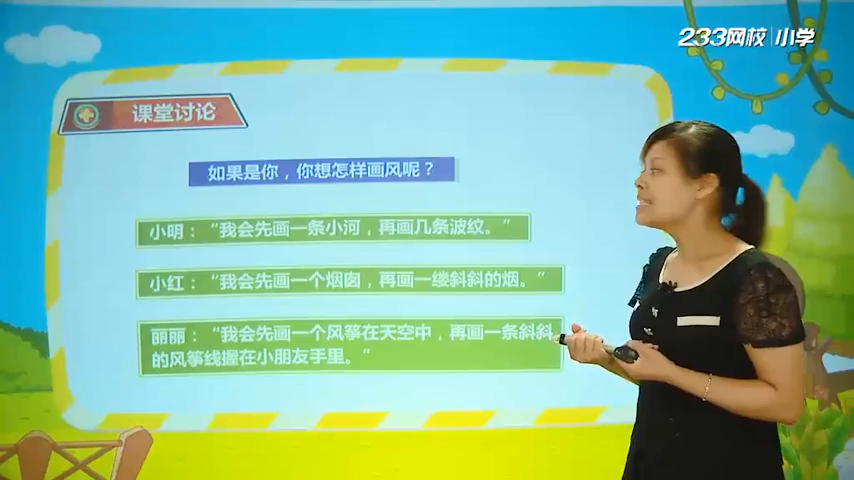 233网校 小学
课堂讨论
如果是你，你想怎样画风呢？
小明：“我会先画一条小河，再画几条波纹。”
小红：“我会先画一个烟囱，再画一缕斜斜的烟。”
丽丽：“我会先画一个风筝在天空中，再画一条斜斜
的风筝线握在小朋友手里。”